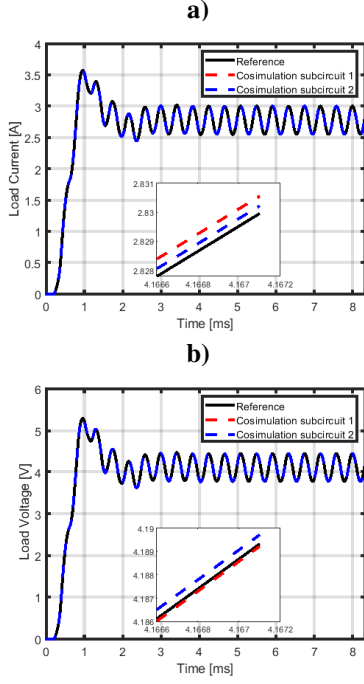 a)
4
3.5
3
2.5
2
1.5
1
0.5
0
Load Current [A]
Reference
Cosimulation subcircuit 1
Cosimulation subcircuit 2
2.831
2.83
2.829
2.828
4.1666 4.1668 4.167 4.1672
0 1 2 3 4 5 6 7 8
Time [ms]
b)
6
5
4
3
2
1
0
Load Voltage [V]
Reference
Cosimulation subcircuit 1
Cosimulation subcircuit 2
4.19
4.189
4.188
4.187
4.186
4.1666 4.1668 4.167 4.1672
0 1 2 3 4 5 6 7 8
Time [ms]